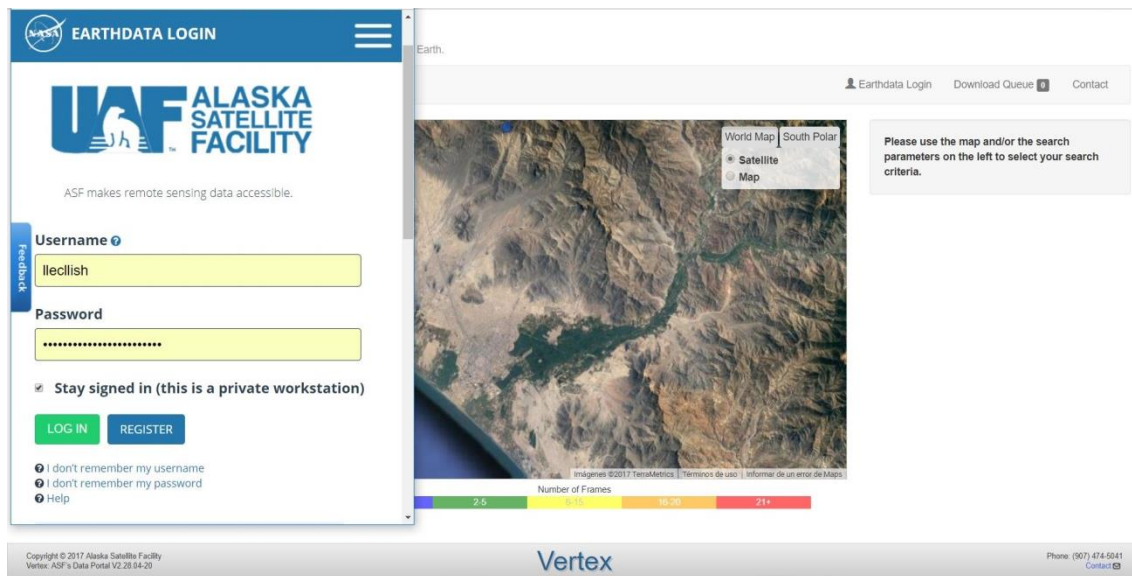 NASA
EARTHDATA LOGIN
UAF ALASKA
SATELLITE
FACILITY
™
ASF makes remote sensing data accessible.
Feedback
Username
llecllish
Password
••••••••••••••••••••••••
Stay signed in (this is a private workstation)
LOG IN
REGISTER
I don't remember my username
I don't remember my password
Help
Earth.
Earthdata Login
Download Queue 0
Contact
World Map
South Polar
Satellite
Map
Imágenes ©2017 TerraMetrics
Términos de uso
Informar de un error de Maps
Please use the map and/or the search
parameters on the left to select your search
criteria.
Number of Frames
2-5
16-20
21+
Copyright © 2017 Alaska Satellite Facility
Vertex: ASF's Data Portal V2.28.04-20
Vertex
Phone: (907) 474-5041
Contact